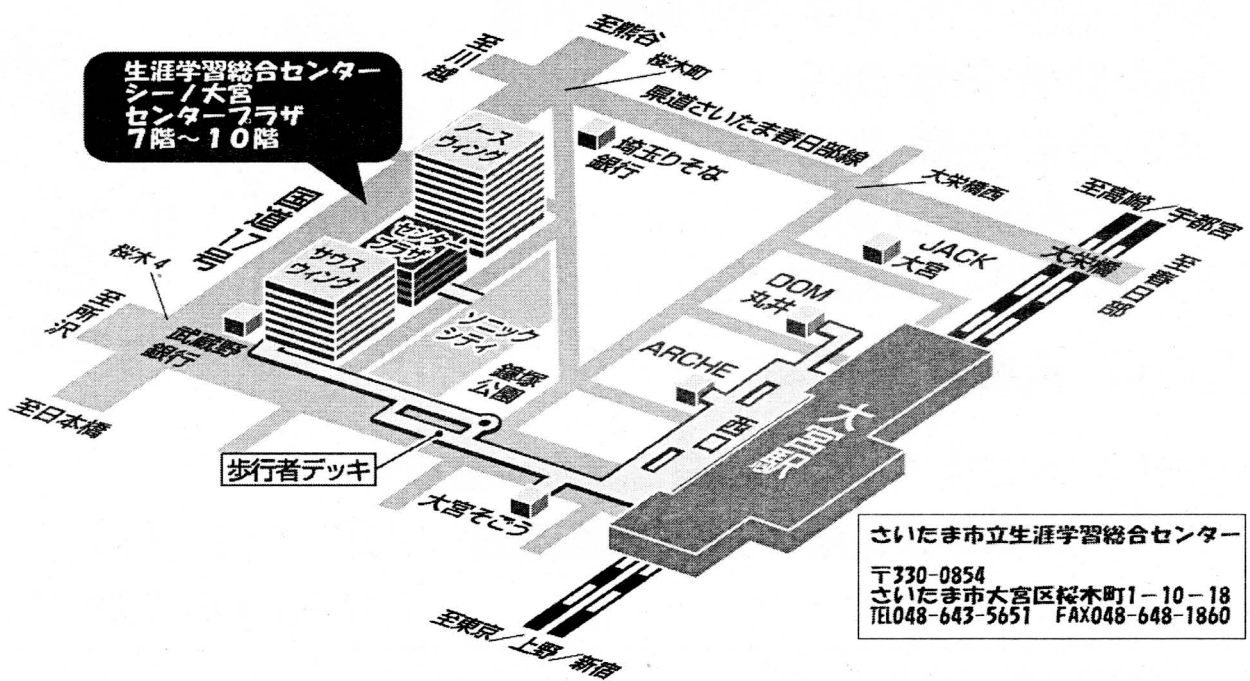 至熊谷
至川越
桜木町
県道さいたま春日部線
生涯学習総合センター
シーノ大宮
センタープラザ
7階～10階
ノース
ウィング
埼玉りそな
銀行
大栄橋西
至高崎／宇都宮
大栄橋
至春日部
JACK
大宮
国道17号
センター
プラザ
サウス
ウィング
桜木4
至所沢
武蔵野
銀行
至日本橋
ソニック
シティ
鐘塚
公園
DOM
丸井
ARCHE
西口
大宮駅
歩行者デッキ
大宮そごう
至東京／上野／新宿
さいたま市立生涯学習総合センター
〒330-0854
さいたま市大宮区桜木町1－10－18
TEL048-643-5651　FAX048-648-1860